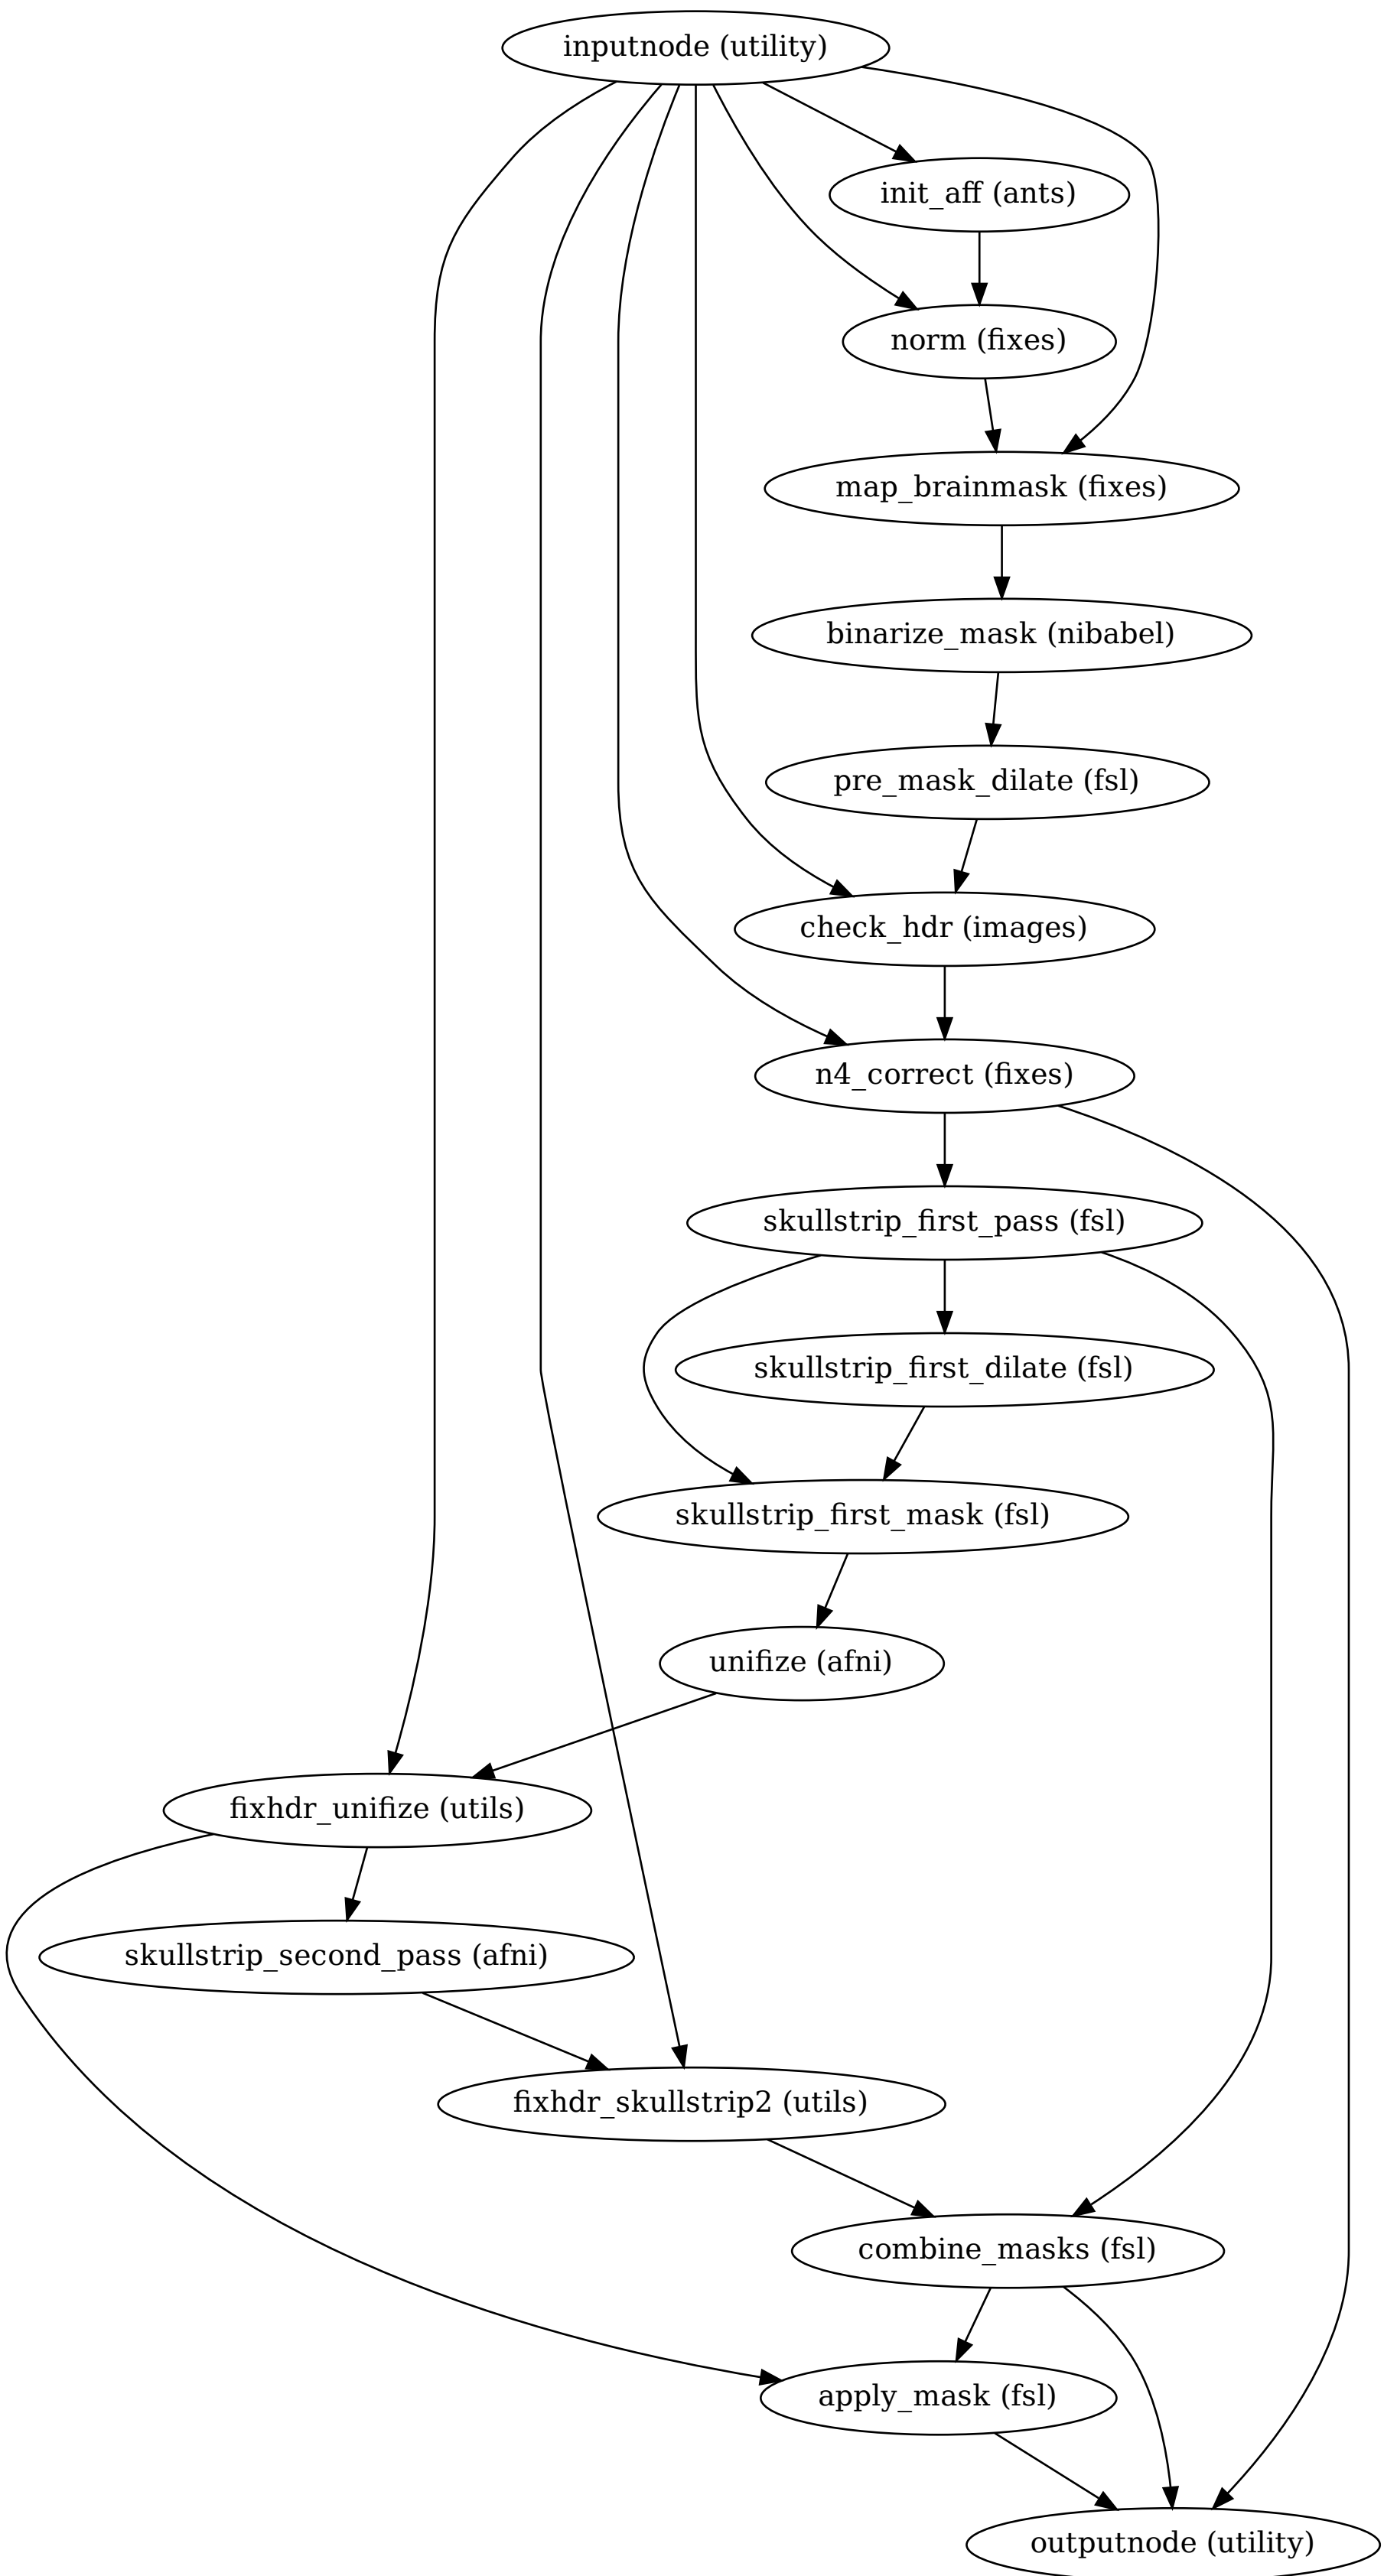 inputnode (utility)
init_aff (ants)
norm (fixes)
map_brainmask (fixes)
binarize_mask (nibabel)
pre_mask_dilate (fsl)
check_hdr (images)
n4_correct (fixes)
skullstrip_first_pass (fsl)
skullstrip_first_dilate (fsl)
skullstrip_first_mask (fsl)
unifize (afni)
fixhdr_unifize (utils)
skullstrip_second_pass (afni)
fixhdr_skullstrip2 (utils)
combine_masks (fsl)
apply_mask (fsl)
outputnode (utility)